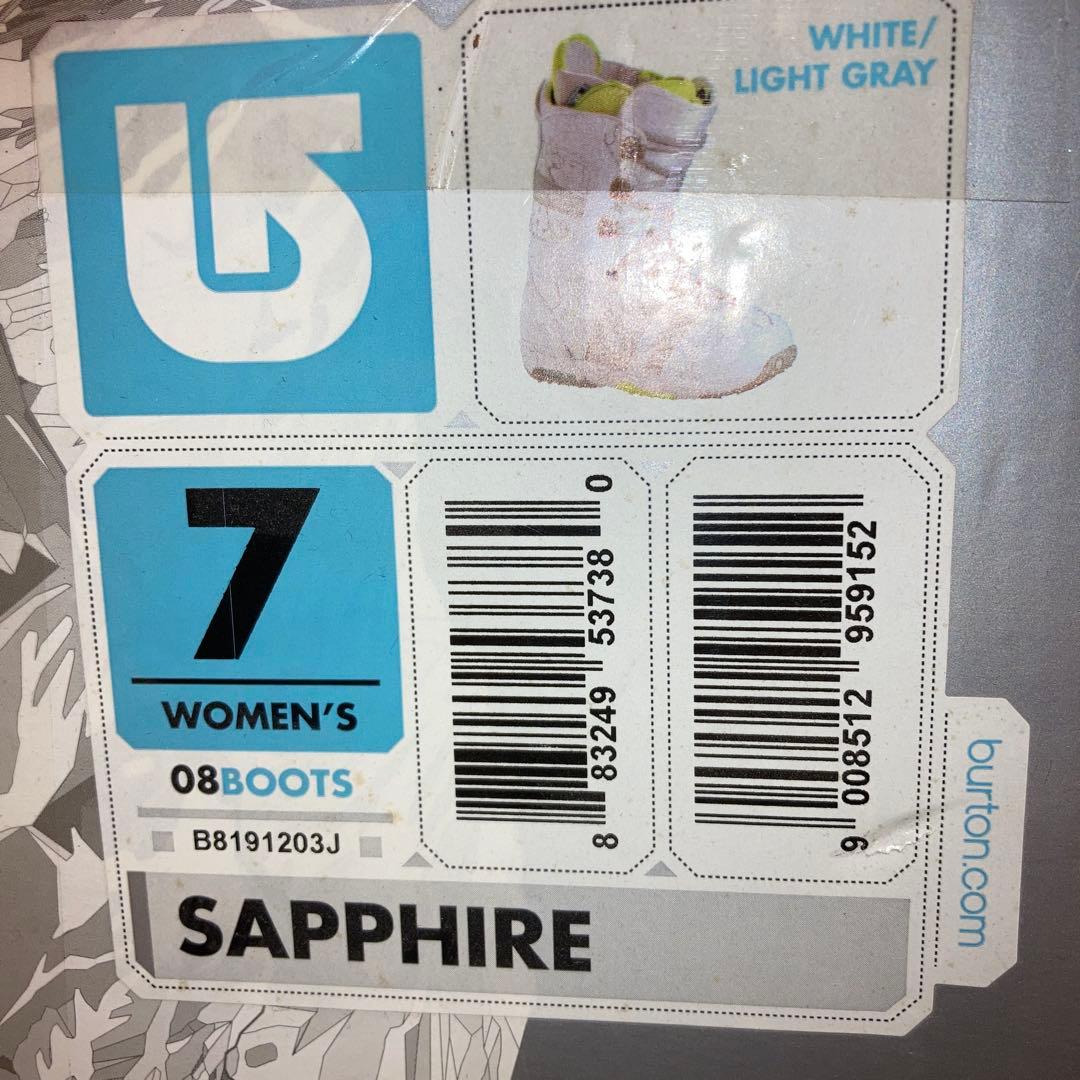 WHITE/
LIGHT GRAY
7
WOMEN'S
08BOOTS
B8191203J
8 83249 53738 0
9 008512 959152
SAPPHIRE
burton.com